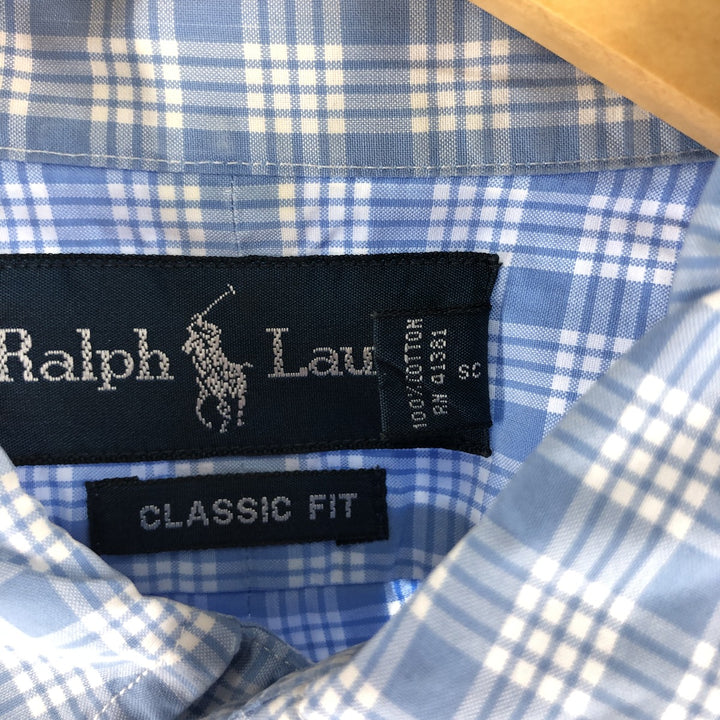 Ralph Lau
100% COTTON
RN 41381
SC
CLASSIC FIT